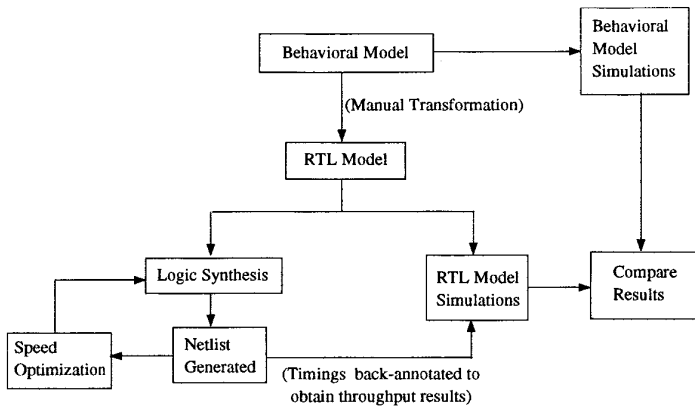 Behavioral Model
Behavioral
Model
Simulations
(Manual Transformation)
RTL Model
Logic Synthesis
RTL Model
Simulations
Compare
Results
Speed
Optimization
Netlist
Generated
(Timings back-annotated to
obtain throughput results)